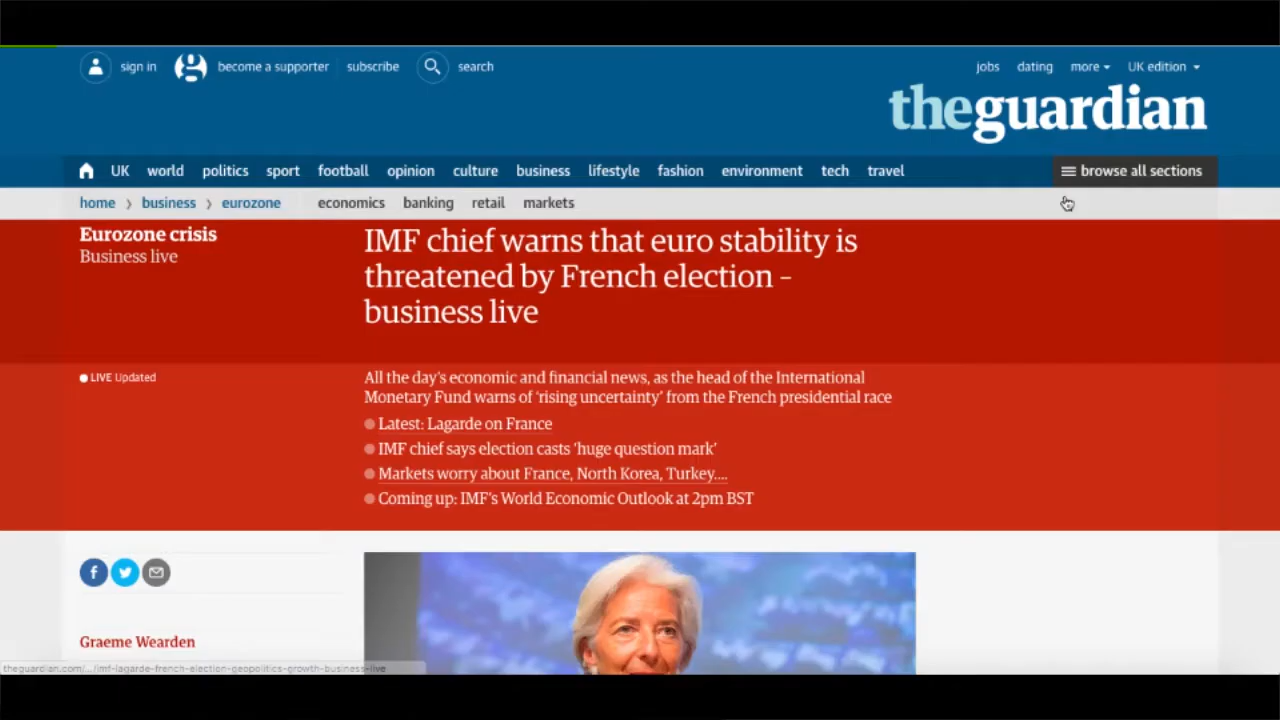 sign in become a supporter subscribe search jobs dating more UK edition
theguardian
UK world politics sport football opinion culture business lifestyle fashion environment tech travel browse all sections
home business eurozone economics banking retail markets
Eurozone crisis
Business live
IMF chief warns that euro stability is
threatened by French election –
business live
LIVE Updated
All the day's economic and financial news, as the head of the International
Monetary Fund warns of 'rising uncertainty' from the French presidential race
Latest: Lagarde on France
IMF chief says election casts 'huge question mark'
Markets worry about France, North Korea, Turkey....
Coming up: IMF's World Economic Outlook at 2pm BST
Graeme Wearden
theguardian.com/.../imf-lagarde-french-election-geopolitics-growth-business-live